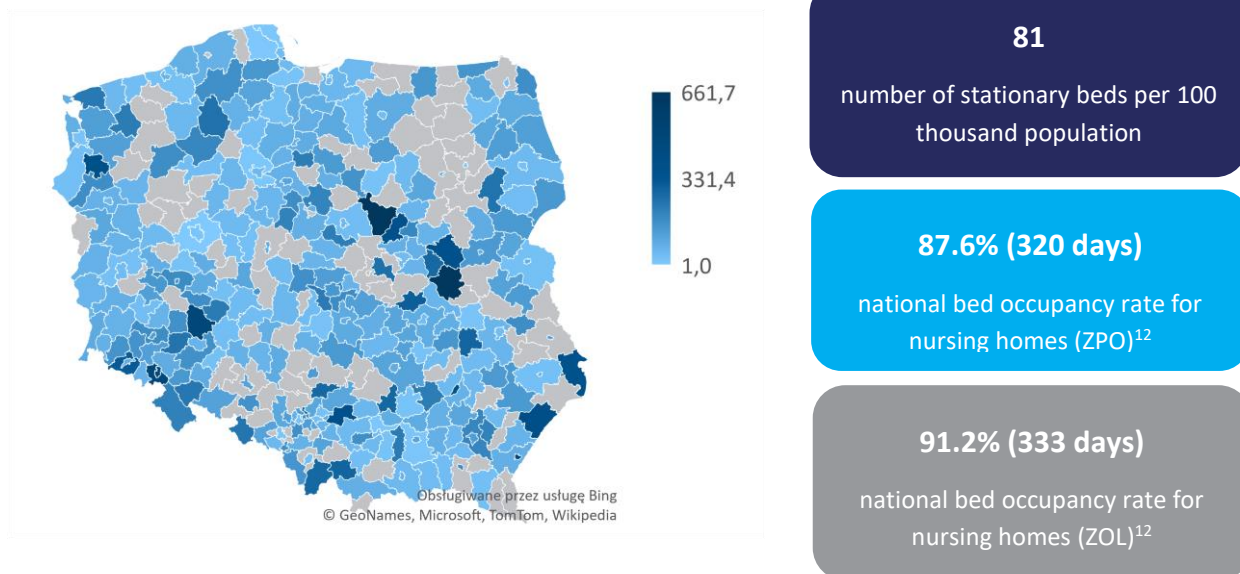 661,7
331,4
1,0
Obsługiwane przez usługę Bing
© GeoNames, Microsoft, TomTom, Wikipedia
81
number of stationary beds per 100
thousand population
87.6% (320 days)
national bed occupancy rate for
nursing homes (ZPO)12
91.2% (333 days)
national bed occupancy rate for
nursing homes (ZOL)12